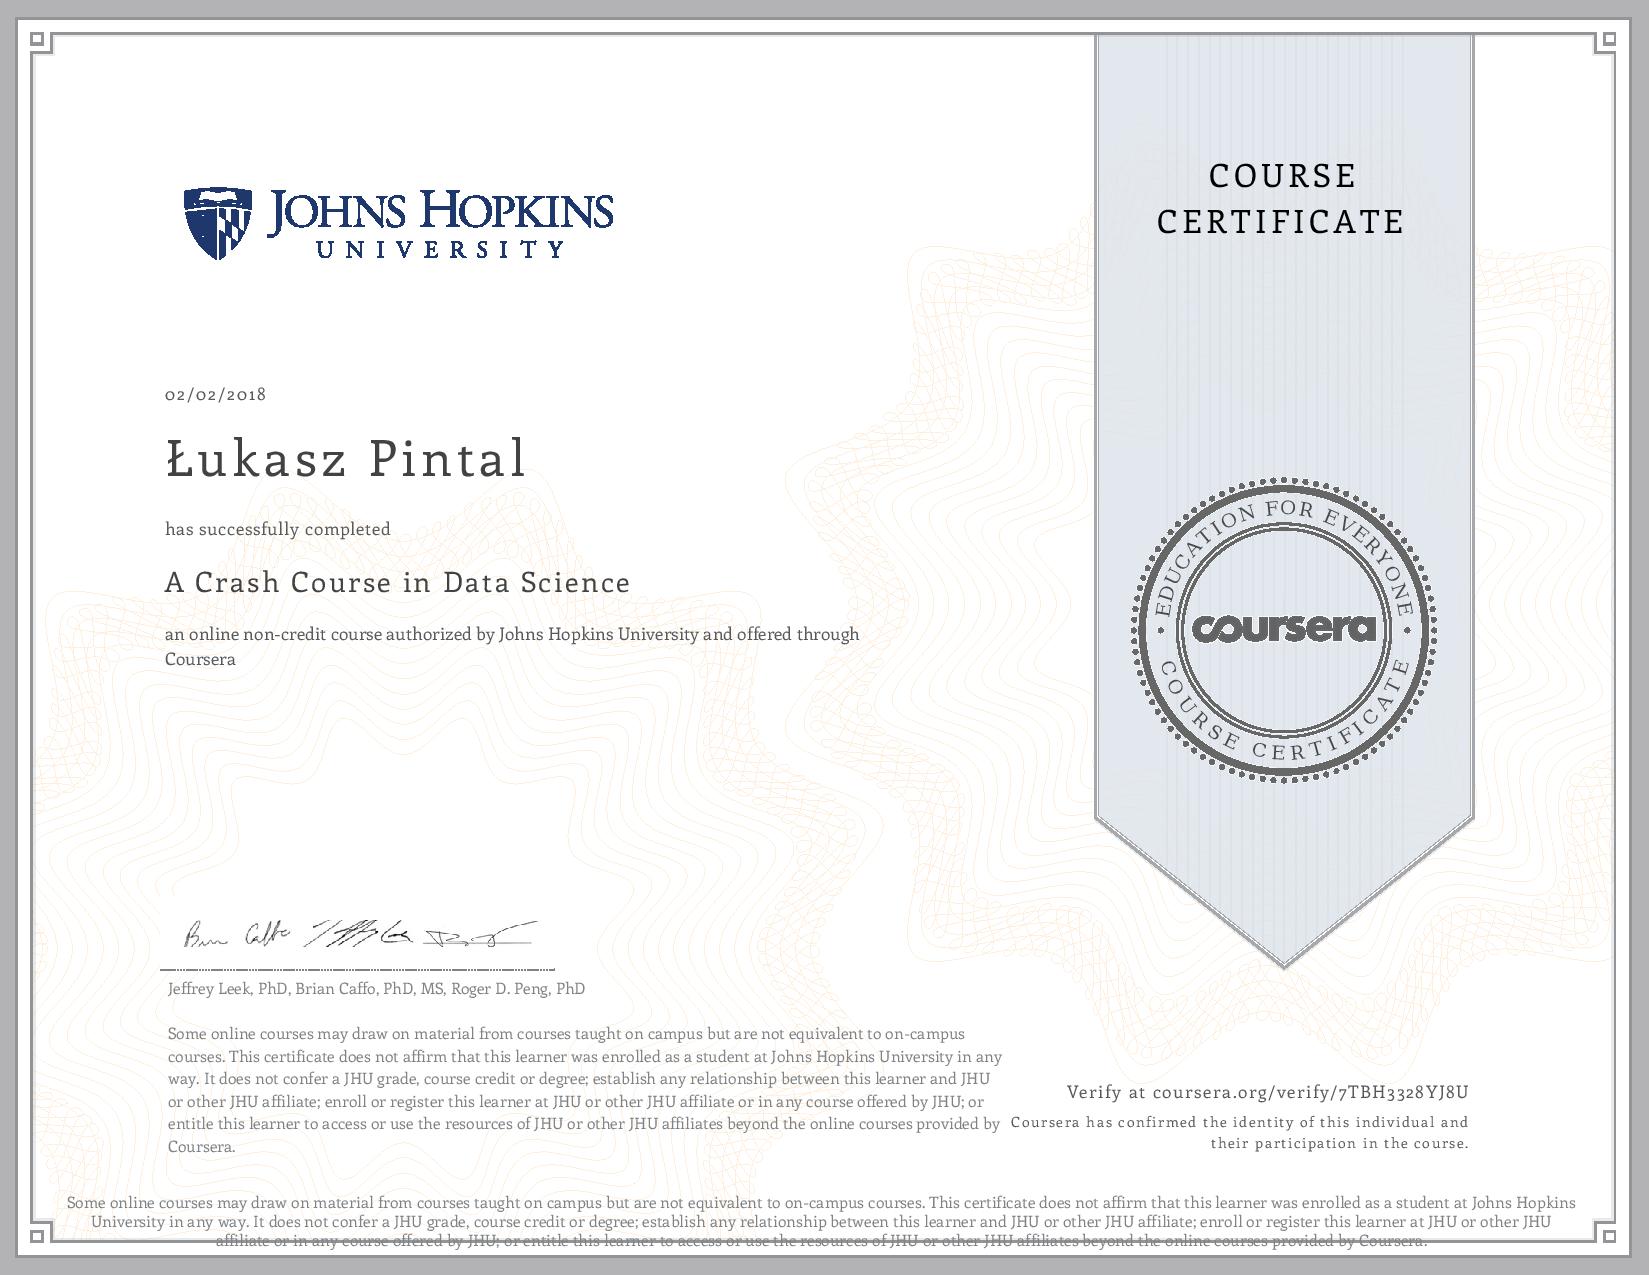 JOHNS HOPKINS
UNIVERSITY
COURSE
CERTIFICATE
02/02/2018
Łukasz Pintal
has successfully completed
A Crash Course in Data Science
an online non-credit course authorized by Johns Hopkins University and offered through
Coursera
EDUCATION FOR EVERYONE
coursera
COURSE CERTIFICATE
Jeffrey Leek, PhD, Brian Caffo, PhD, MS, Roger D. Peng, PhD
Some online courses may draw on material from courses taught on campus but are not equivalent to on-campus
courses. This certificate does not affirm that this learner was enrolled as a student at Johns Hopkins University in any
way. It does not confer a JHU grade, course credit or degree; establish any relationship between this learner and JHU
or other JHU affiliate; enroll or register this learner at JHU or other JHU affiliate or in any course offered by JHU; or
entitle this learner to access or use the resources of JHU or other JHU affiliates beyond the online courses provided by
Coursera.
Verify at coursera.org/verify/7TBH3328YJ8U
Coursera has confirmed the identity of this individual and
their participation in the course.
Some online courses may draw on material from courses taught on campus but are not equivalent to on-campus courses. This certificate does not affirm that this learner was enrolled as a student at Johns Hopkins
University in any way. It does not confer a JHU grade, course credit or degree; establish any relationship between this learner and JHU or other JHU affiliate; enroll or register this learner at JHU or other JHU
affiliate or in any course offered by JHU; or entitle this learner to access or use the resources of JHU or other JHU affiliates beyond the online courses provided by Coursera.